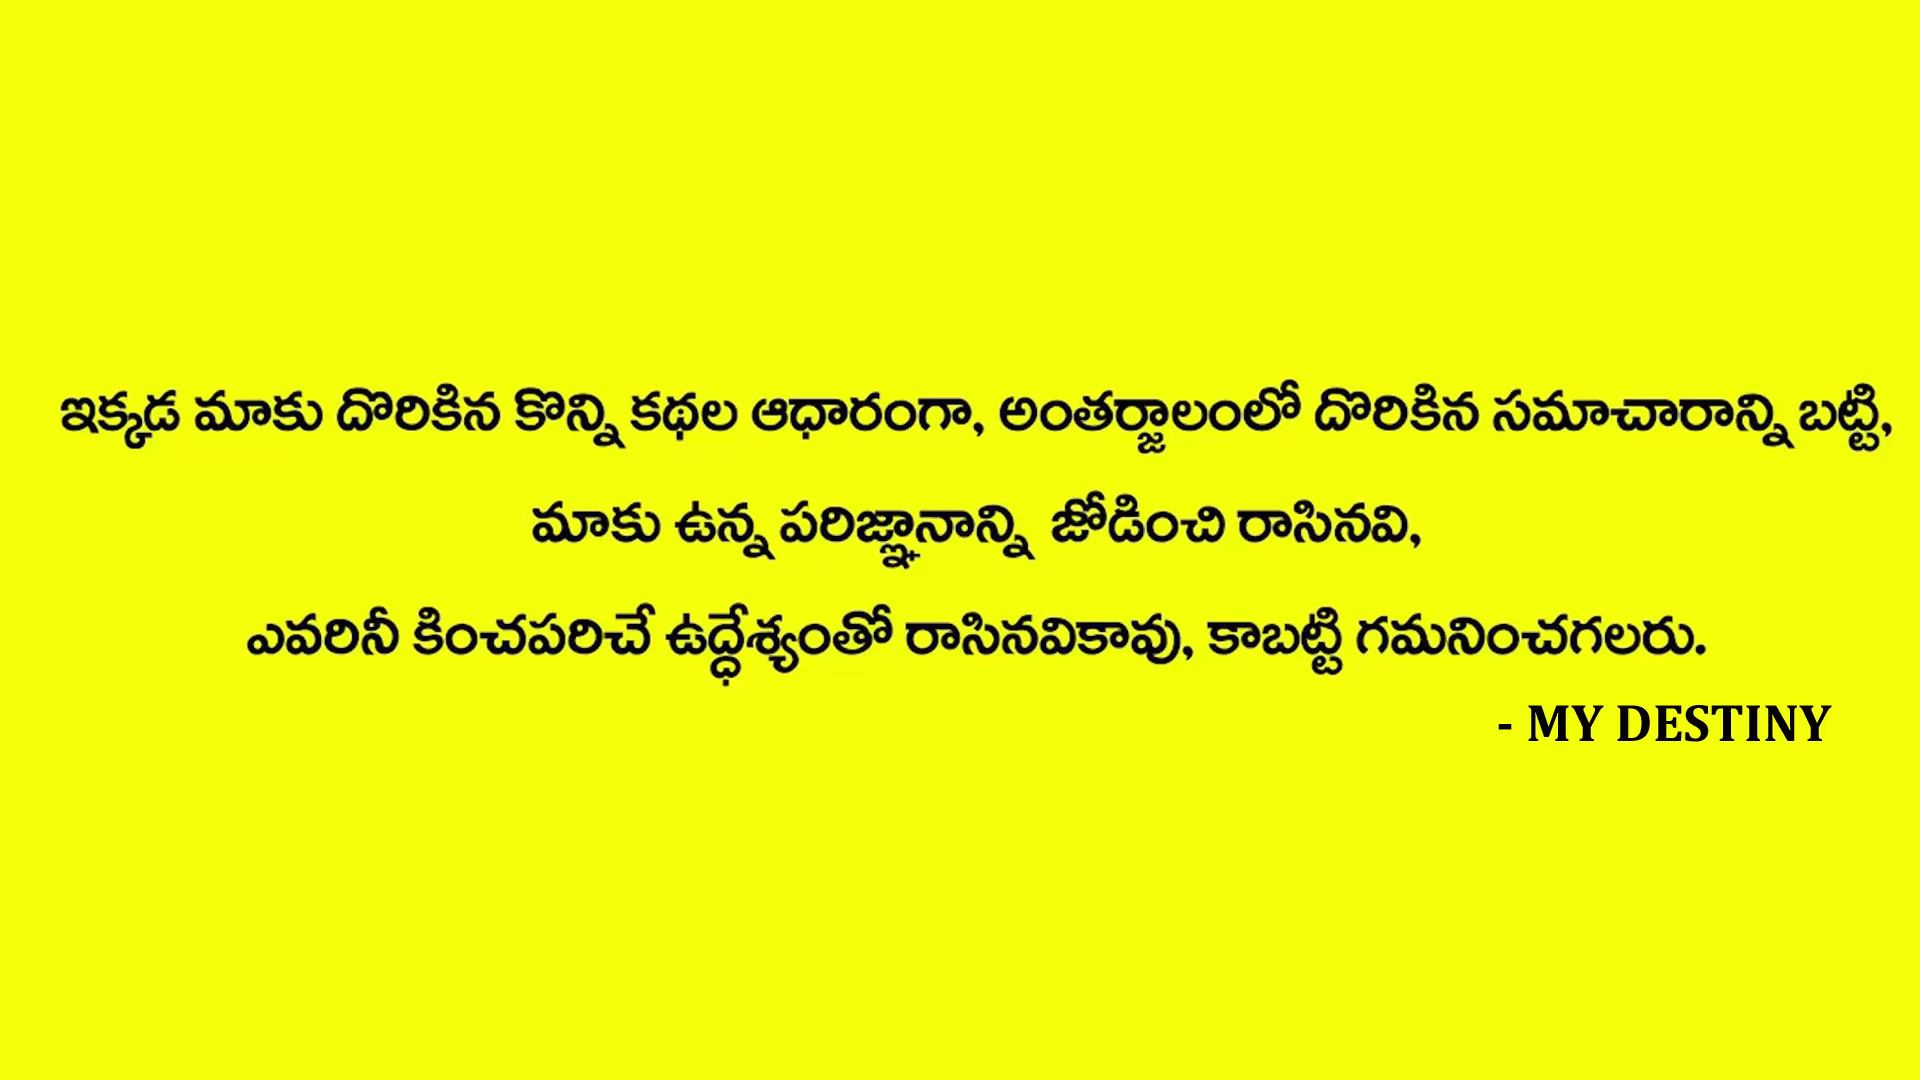 ఇక్కడ మాకు దొరికిన కొన్ని కథల ఆధారంగా, అంతర్జాలంలో దొరికిన సమాచారాన్ని బట్టి,
మాకు ఉన్న పరిజ్ఞానాన్ని జోడించి రాసినవి,
ఎవరినీ కించపరిచే ఉద్ధేశ్యంతో రాసినవికావు, కాబట్టి గమనించగలరు.
- MY DESTINY